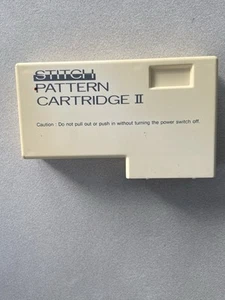 STITCH
PATTERN
CARTRIDGE II
Caution : Do not pull out or push in without turning the power switch off.